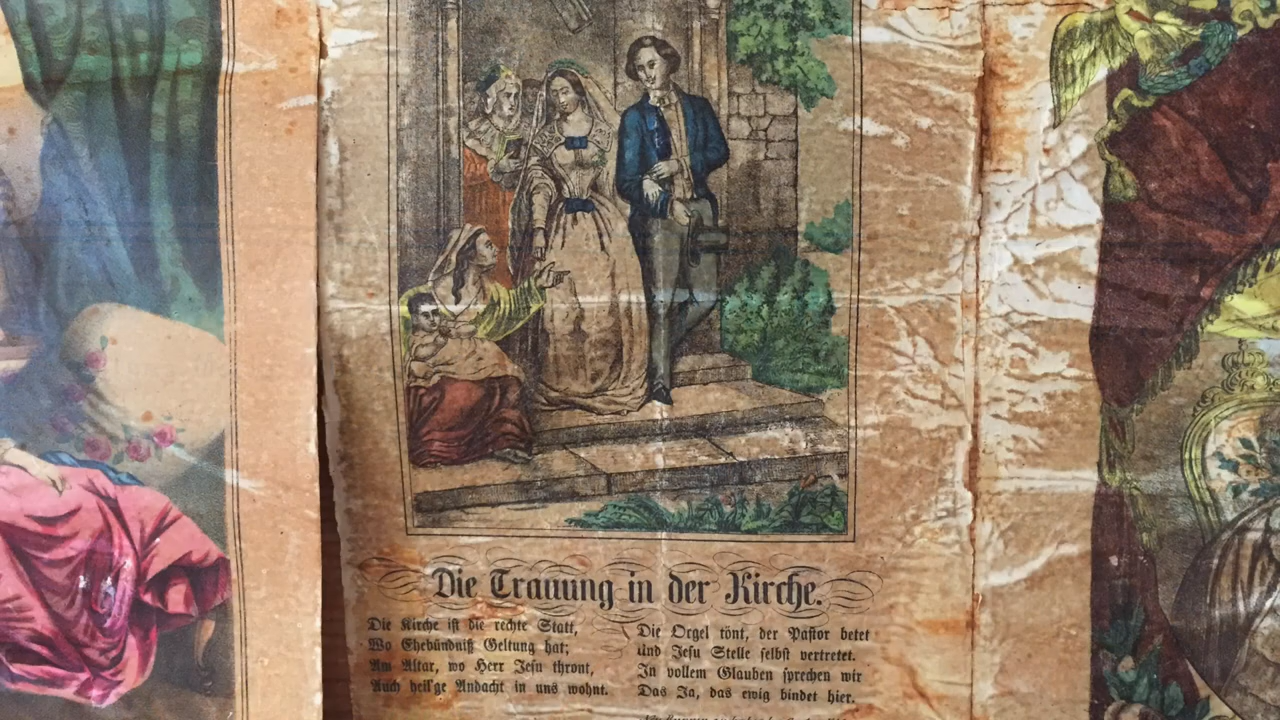 Die Trauung in der Kirche.
Die Kirche ist die rechte Statt,
Wo Ehebündniß Geltung hat;
Am Altar, wo Herr Jesu thront,
Auch heil'ge Andacht in uns wohnt.
Die Orgel tönt, der Pastor betet
Und Jesu Stelle selbst vertretet.
In vollem Glauben sprechen wir
Das Ja, das ewig bindet hier.